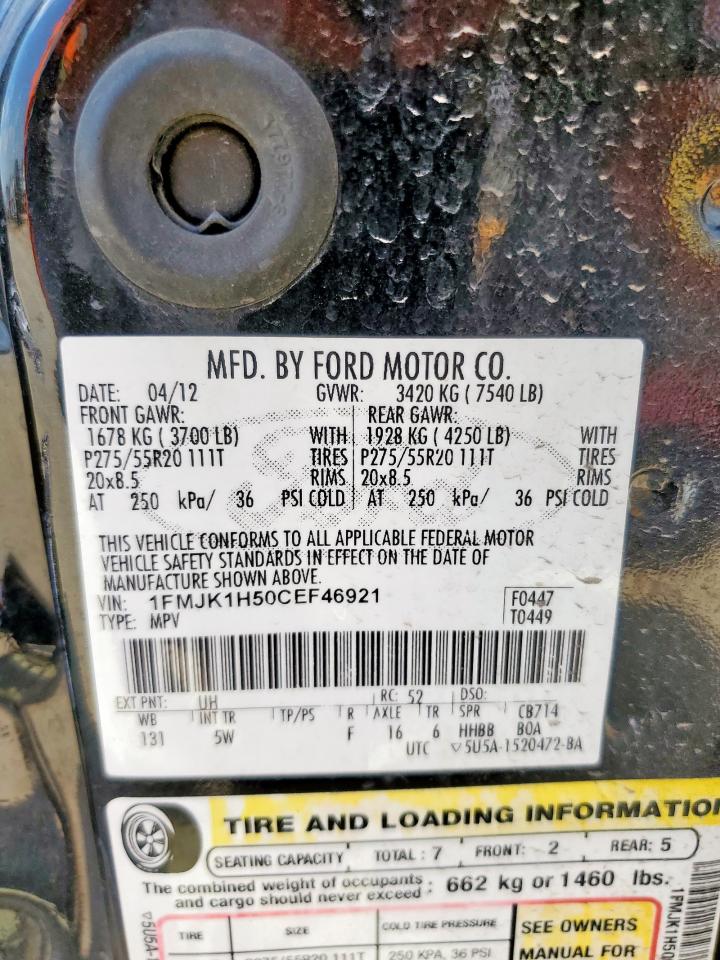 MFD. BY FORD MOTOR CO.
DATE: 04/12 GVWR: 3420 KG ( 7540 LB)
FRONT GAWR: REAR GAWR:
1678 KG ( 3700 LB) WITH 1928 KG ( 4250 LB) WITH
P275/55R20 111T TIRES P275/55R20 111T TIRES
20x8.5 RIMS 20x8.5 RIMS
AT 250 kPa/ 36 PSI COLD AT 250 kPa/ 36 PSI COLD
THIS VEHICLE CONFORMS TO ALL APPLICABLE FEDERAL MOTOR
VEHICLE SAFETY STANDARDS IN EFFECT ON THE DATE OF
MANUFACTURE SHOWN ABOVE.
VIN: 1FMJK1H50CEF46921 F0447
TYPE: MPV T0449
EXT PNT: UH RC: 52 DSO:
WB INT TR TP/PS R AXLE TR SPR CB714
131 5W F 16 6 HHBB BOA
UTC ▽5U5A-1520472-BA
TIRE AND LOADING INFORMATION
SEATING CAPACITY TOTAL : 7 FRONT: 2 REAR: 5
The combined weight of occupants
and cargo should never exceed : 662 kg or 1460 lbs.
TIRE SIZE COLD TIRE PRESSURE SEE OWNERS
P275/55R20 111T 250 KPA, 36 PSI MANUAL FOR
▽5U5A-
1FMJK1H50